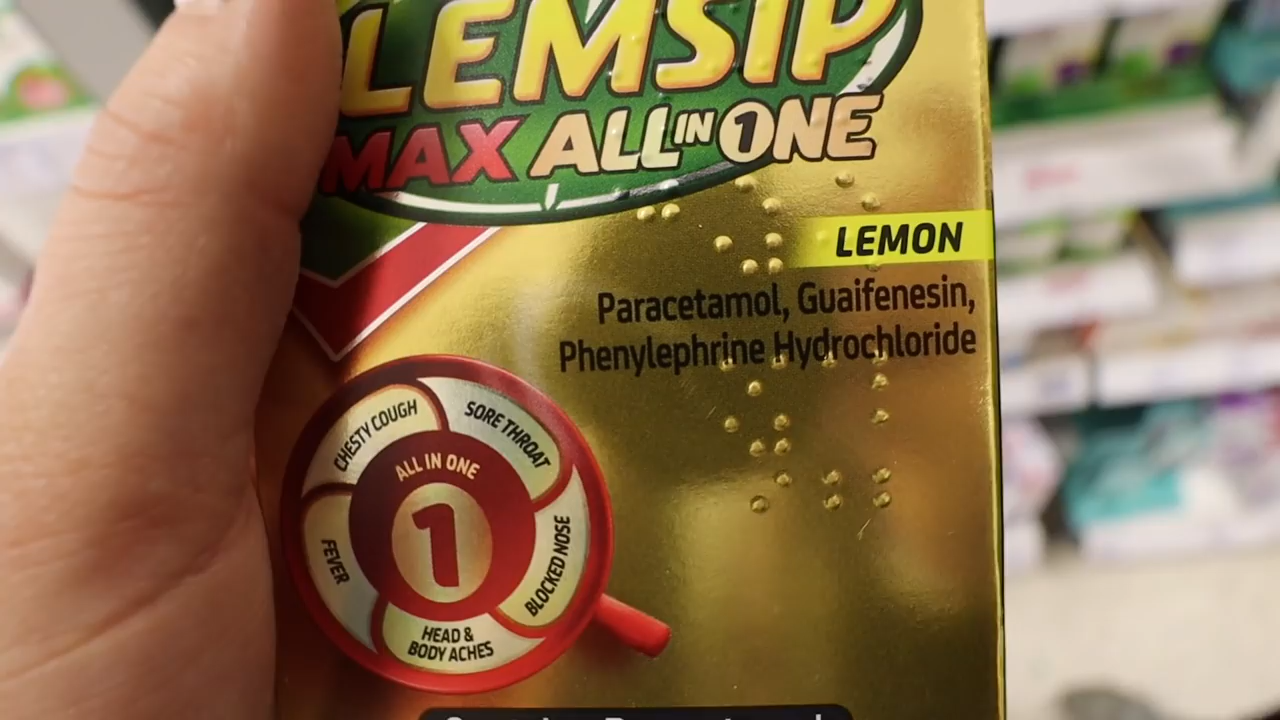 LEMSIP
MAX ALL IN 1 ONE
LEMON
Paracetamol, Guaifenesin,
Phenylephrine Hydrochloride
CHESTY COUGH
SORE THROAT
ALL IN ONE
1
FEVER
BLOCKED NOSE
HEAD &
BODY ACHES